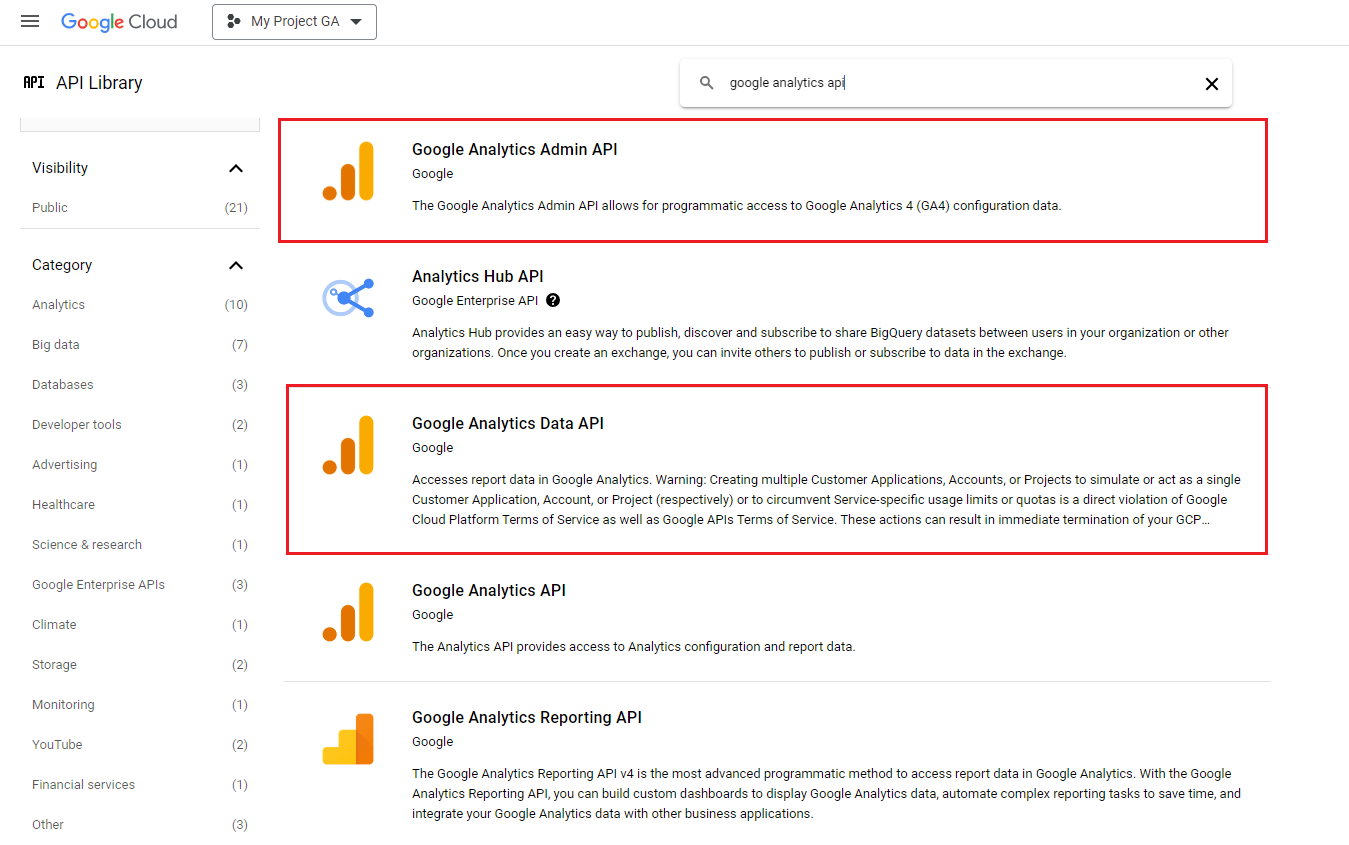 Google Cloud
My Project GA
API API Library
google analytics api
Visibility
Public (21)
Category
Analytics (10)
Big data (7)
Databases (3)
Developer tools (2)
Advertising (1)
Healthcare (1)
Science & research (1)
Google Enterprise APIs (3)
Climate (1)
Storage (2)
Monitoring (1)
YouTube (2)
Financial services (1)
Other (3)
Google Analytics Admin API
Google
The Google Analytics Admin API allows for programmatic access to Google Analytics 4 (GA4) configuration data.
Analytics Hub API
Google Enterprise API ?
Analytics Hub provides an easy way to publish, discover and subscribe to share BigQuery datasets between users in your organization or other
organizations. Once you create an exchange, you can invite others to publish or subscribe to data in the exchange.
Google Analytics Data API
Google
Accesses report data in Google Analytics. Warning: Creating multiple Customer Applications, Accounts, or Projects to simulate or act as a single
Customer Application, Account, or Project (respectively) or to circumvent Service-specific usage limits or quotas is a direct violation of Google
Cloud Platform Terms of Service as well as Google APIs Terms of Service. These actions can result in immediate termination of your GCP…
Google Analytics API
Google
The Analytics API provides access to Analytics configuration and report data.
Google Analytics Reporting API
Google
The Google Analytics Reporting API v4 is the most advanced programmatic method to access report data in Google Analytics. With the Google
Analytics Reporting API, you can build custom dashboards to display Google Analytics data, automate complex reporting tasks to save time, and
integrate your Google Analytics data with other business applications.